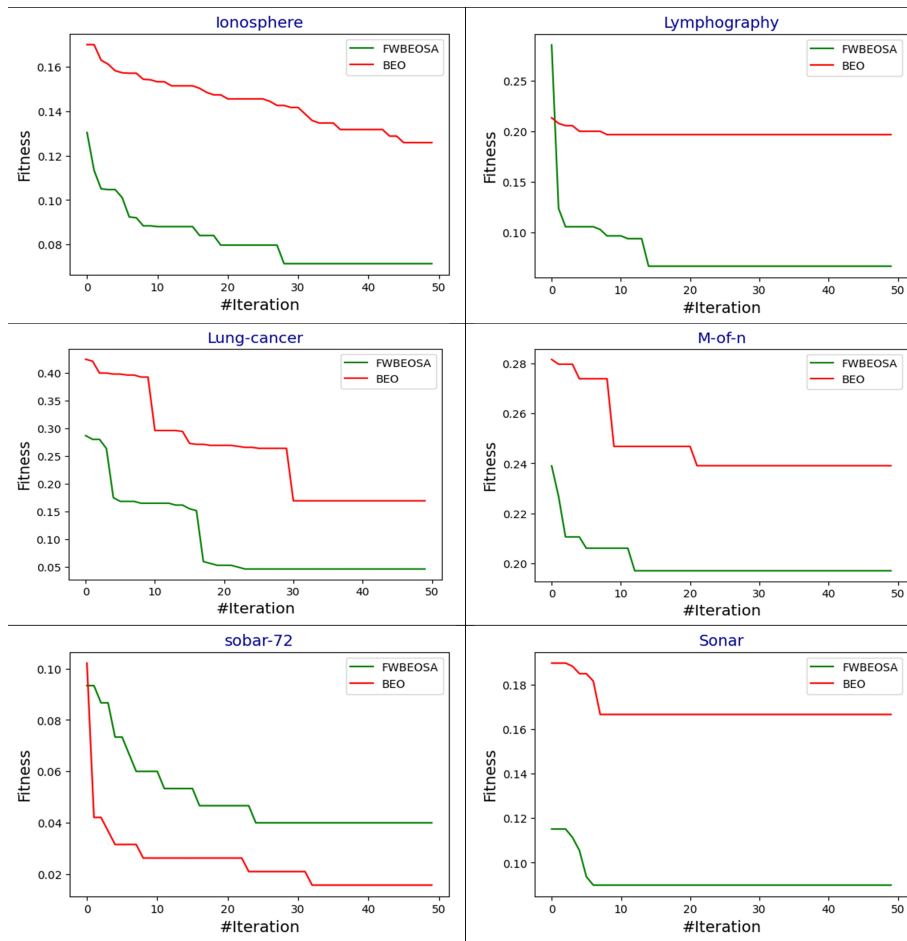 Ionosphere
FWBEOSA
BEO
0.16
0.14
0.12
0.10
0.08
Fitness
0 10 20 30 40 50
#Iteration
Lymphography
FWBEOSA
BEO
0.25
0.20
0.15
0.10
Fitness
0 10 20 30 40 50
#Iteration
Lung-cancer
FWBEOSA
BEO
0.40
0.35
0.30
0.25
0.20
0.15
0.10
0.05
Fitness
0 10 20 30 40 50
#Iteration
M-of-n
FWBEOSA
BEO
0.28
0.26
0.24
0.22
0.20
Fitness
0 10 20 30 40 50
#Iteration
sobar-72
FWBEOSA
BEO
0.10
0.08
0.06
0.04
0.02
Fitness
0 10 20 30 40 50
#Iteration
Sonar
FWBEOSA
BEO
0.18
0.16
0.14
0.12
0.10
Fitness
0 10 20 30 40 50
#Iteration